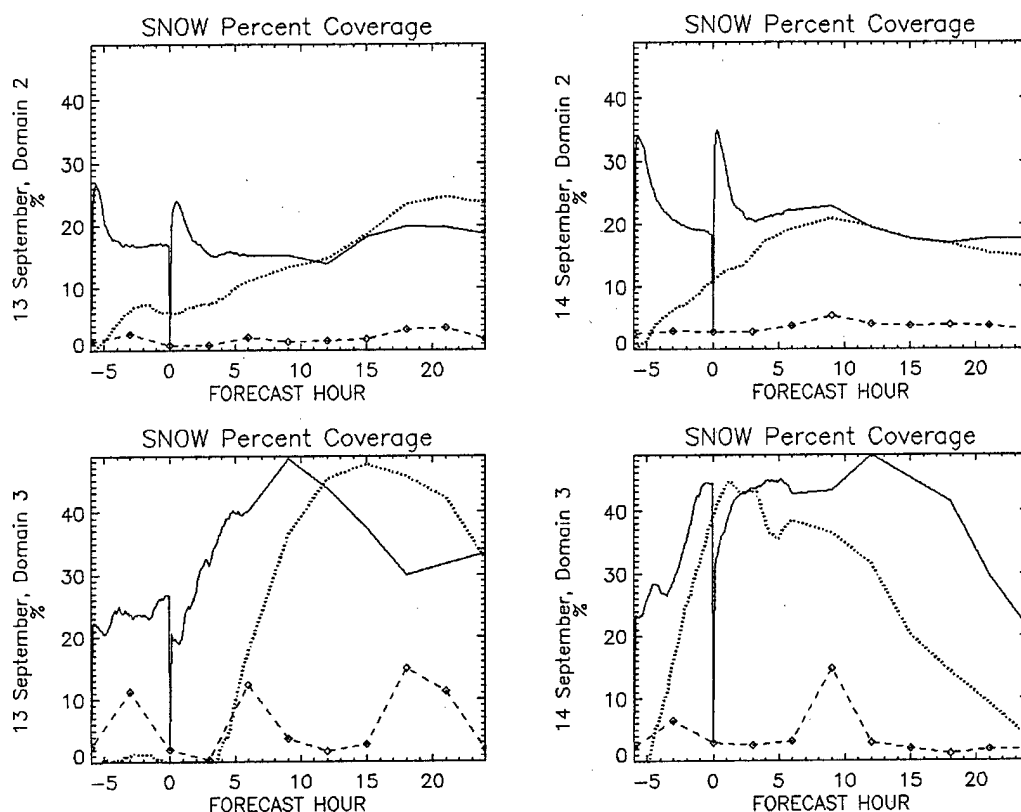 SNOW Percent Coverage
13 September, Domain 2
%
40
30
20
10
0
-5 0 5 10 15 20
FORECAST HOUR
SNOW Percent Coverage
14 September, Domain 2
%
40
30
20
10
0
-5 0 5 10 15 20
FORECAST HOUR
SNOW Percent Coverage
13 September, Domain 3
%
40
30
20
10
0
-5 0 5 10 15 20
FORECAST HOUR
SNOW Percent Coverage
14 September, Domain 3
%
40
30
20
10
0
-5 0 5 10 15 20
FORECAST HOUR